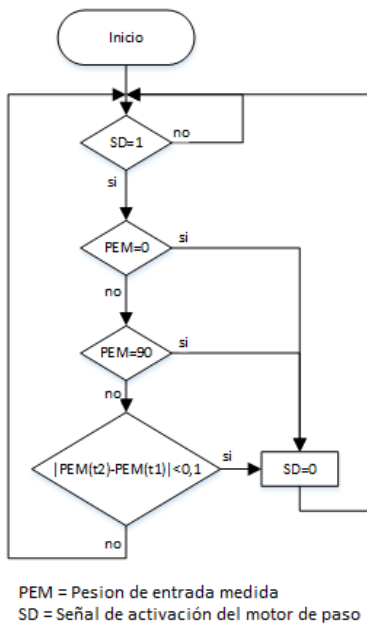 Inicio
SD=1
no
si
PEM=0
si
no
PEM=90
si
no
|PEM(t2)-PEM(t1)|<0,1
si
SD=0
no
PEM = Pesion de entrada medida
SD = Señal de activación del motor de paso